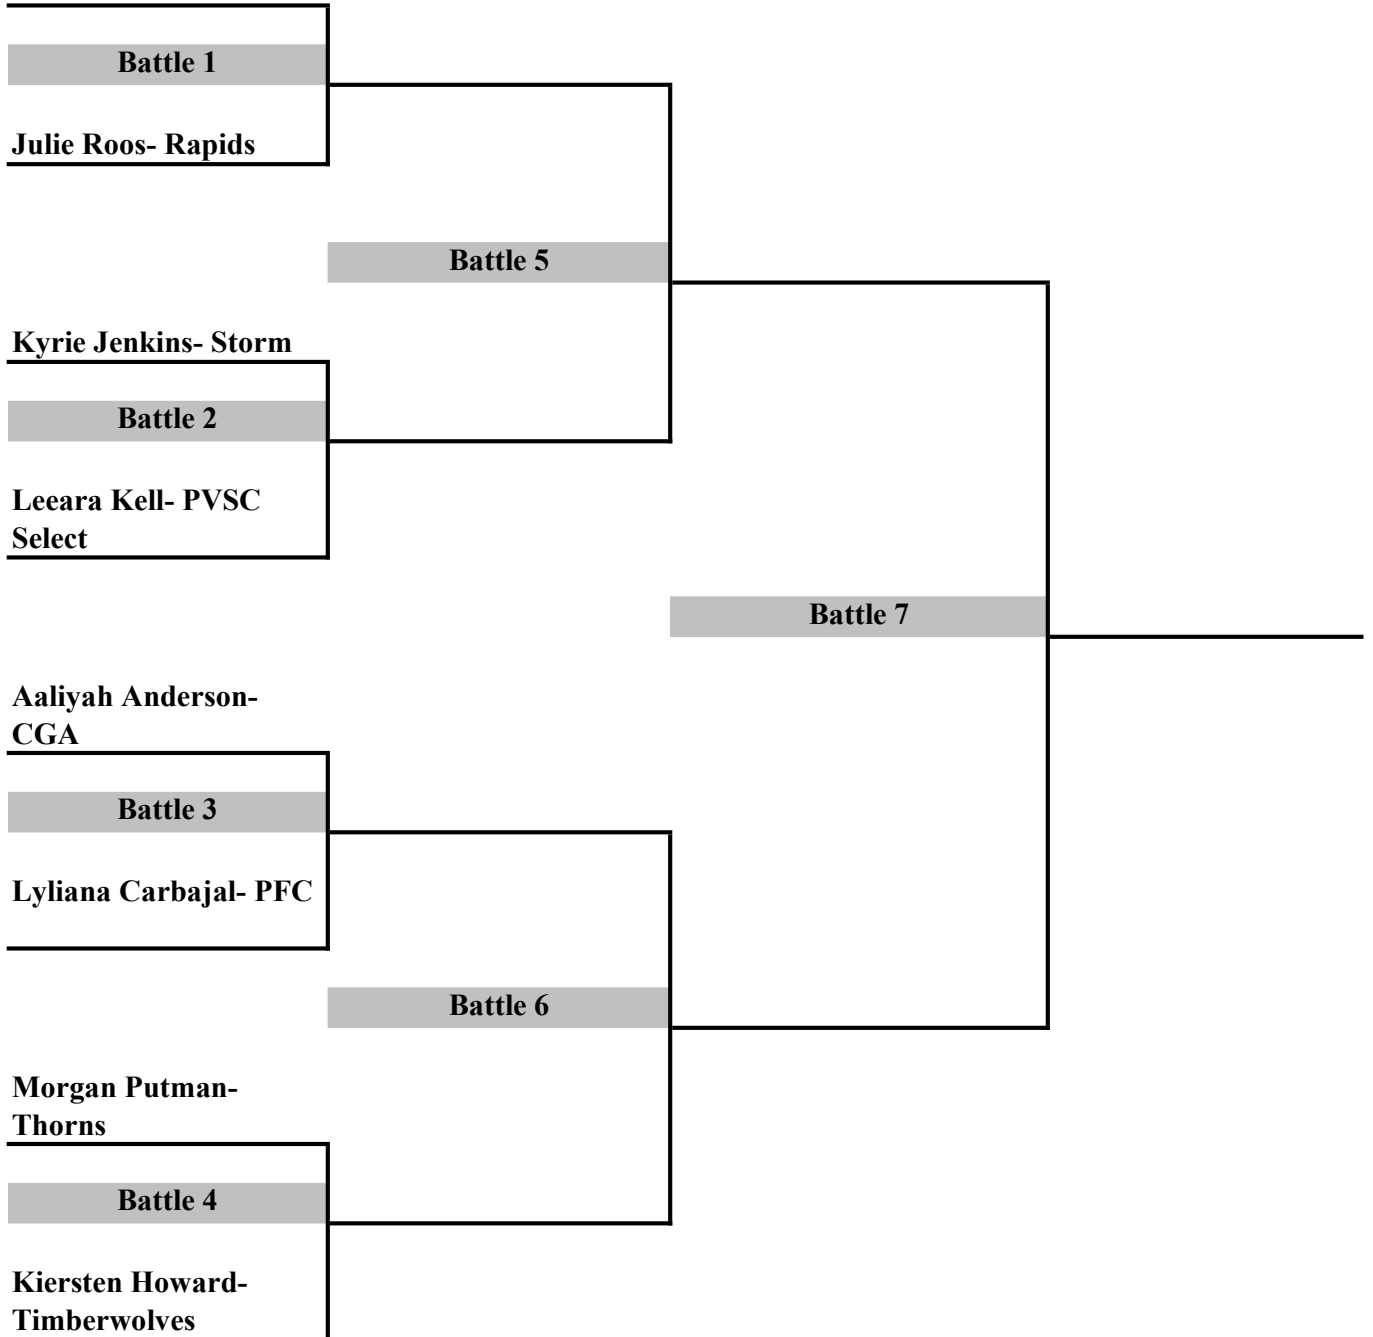 Battle 1
Julie Roos- Rapids
Battle 5
Kyrie Jenkins- Storm
Battle 2
Leeara Kell- PVSC
Select
Battle 7
Aaliyah Anderson-
CGA
Battle 3
Lyliana Carbajal- PFC
Battle 6
Morgan Putman-
Thorns
Battle 4
Kiersten Howard-
Timberwolves